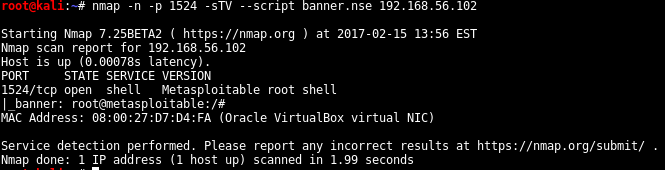 root@kali:~# nmap -n -p 1524 -sTV --script banner.nse 192.168.56.102
Starting Nmap 7.25BETA2 ( https://nmap.org ) at 2017-02-15 13:56 EST
Nmap scan report for 192.168.56.102
Host is up (0.00078s latency).
PORT     STATE SERVICE VERSION
1524/tcp open  shell   Metasploitable root shell
|_banner: root@metasploitable:/#
MAC Address: 08:00:27:D7:D4:FA (Oracle VirtualBox virtual NIC)
Service detection performed. Please report any incorrect results at https://nmap.org/submit/ .
Nmap done: 1 IP address (1 host up) scanned in 1.99 seconds